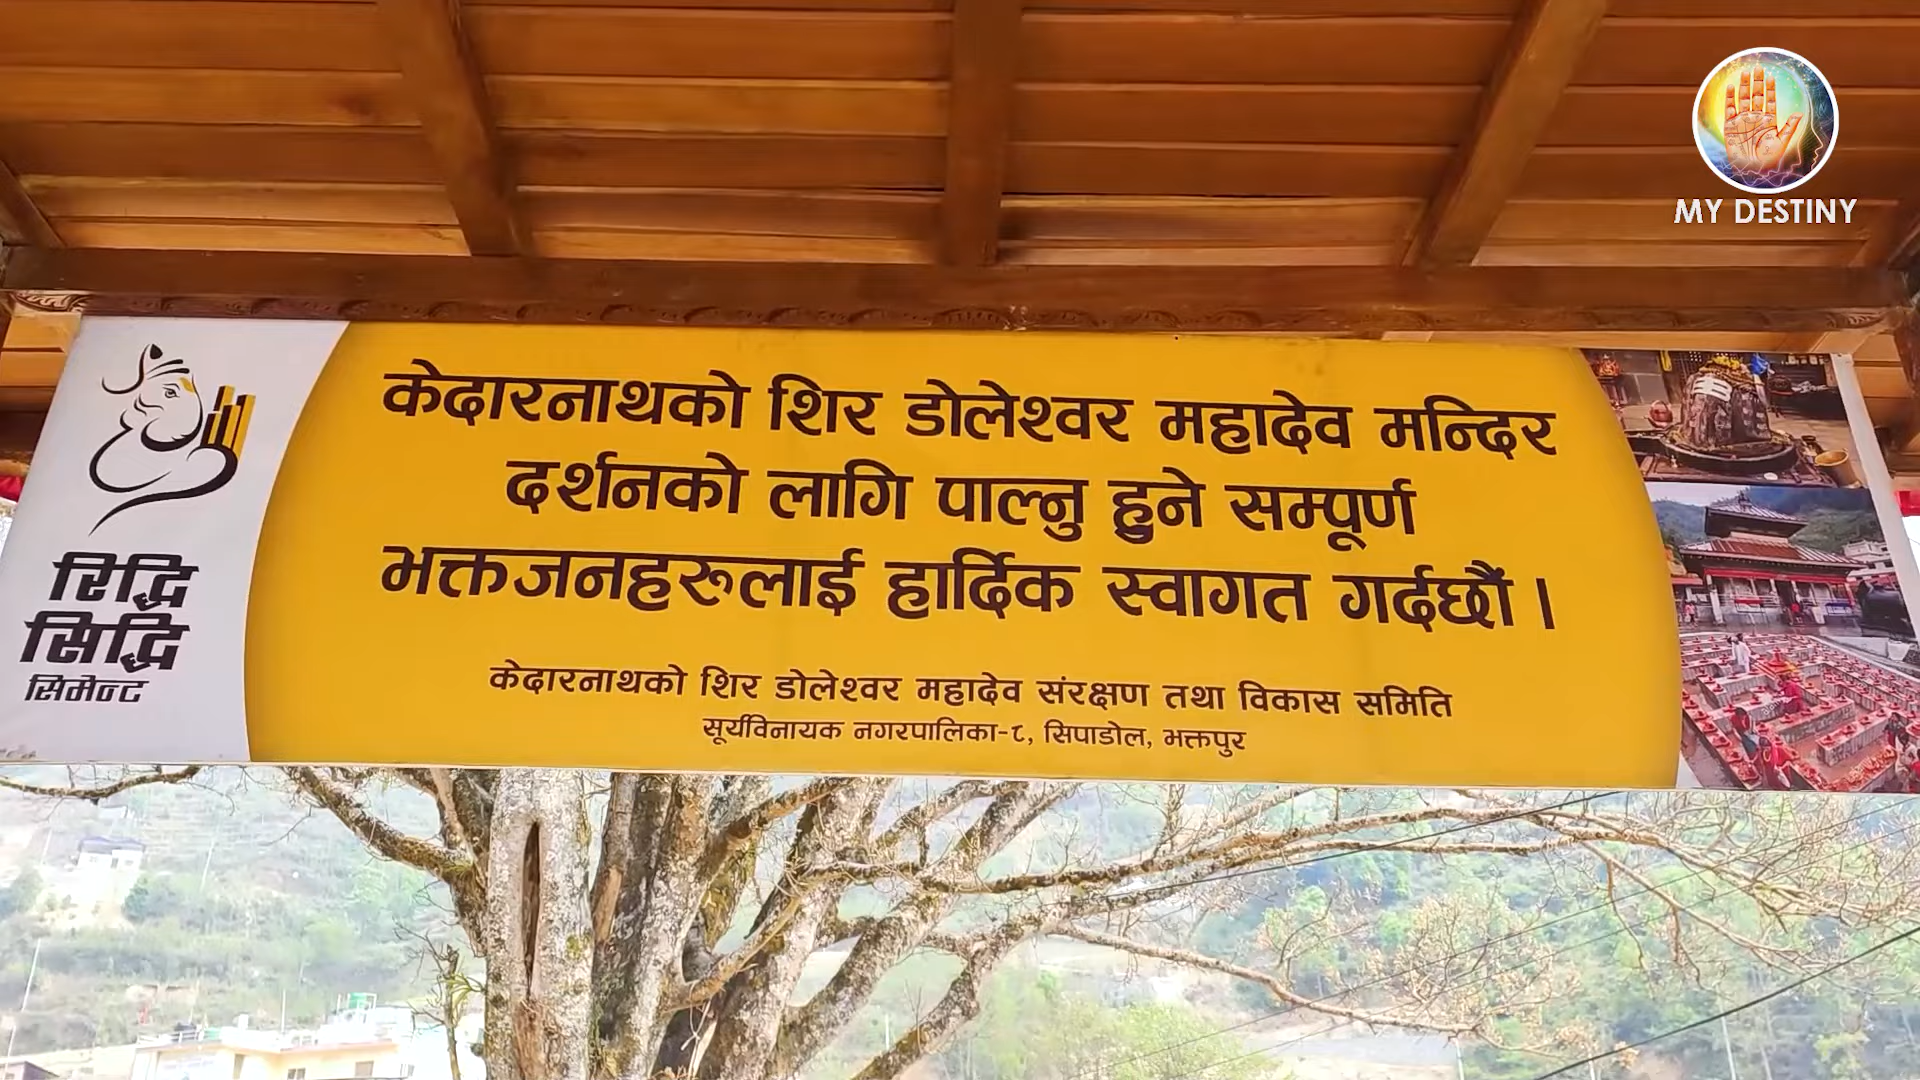 MY DESTINY
रिद्धि
सिद्धि
सिमेन्ट
केदारनाथको शिर डोलेश्वर महादेव मन्दिर
दर्शनको लागि पाल्नु हुने सम्पूर्ण
भक्तजनहरुलाई हार्दिक स्वागत गर्दछौं ।
केदारनाथको शिर डोलेश्वर महादेव संरक्षण तथा विकास समिति
सूर्यविनायक नगरपालिका-८, सिपाडोल, भक्तपुर